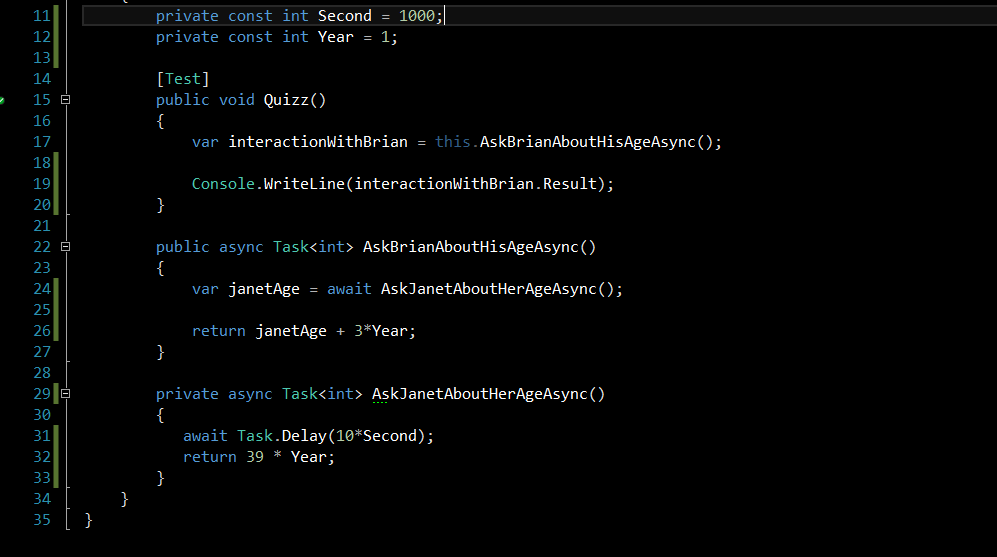 {
11 private const int Second = 1000;
12 private const int Year = 1;
13
14 [Test]
15 public void Quizz()
16 {
17 var interactionWithBrian = this.AskBrianAboutHisAgeAsync();
18
19 Console.WriteLine(interactionWithBrian.Result);
20 }
21
22 public async Task<int> AskBrianAboutHisAgeAsync()
23 {
24 var janetAge = await AskJanetAboutHerAgeAsync();
25
26 return janetAge + 3*Year;
27 }
28
29 private async Task<int> AskJanetAboutHerAgeAsync()
30 {
31 await Task.Delay(10*Second);
32 return 39 * Year;
33 }
34 }
35 }